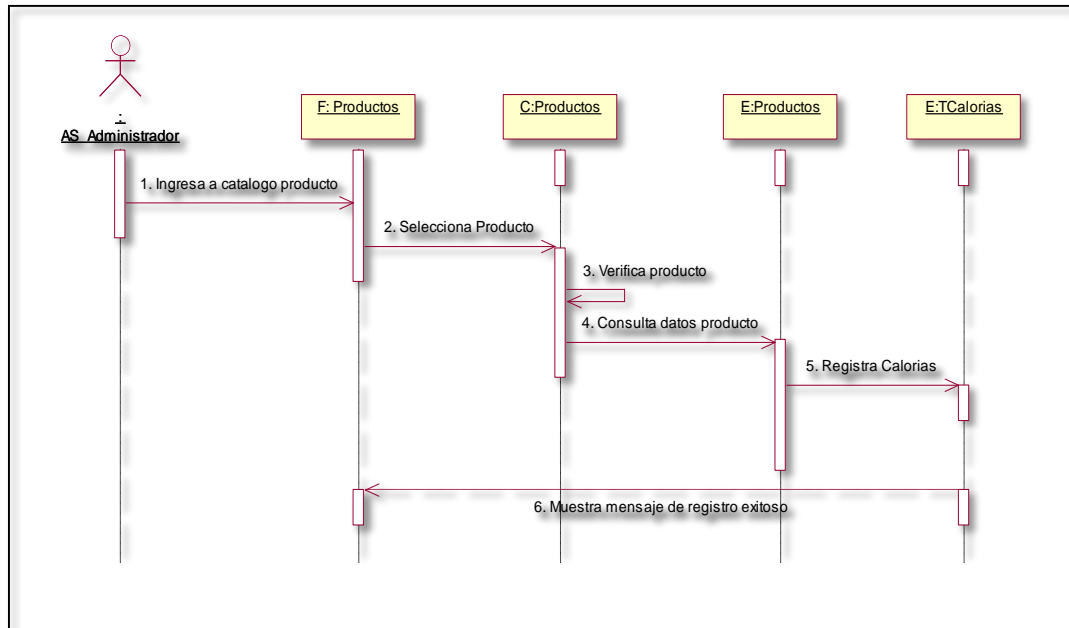 F: Productos
C:Productos
E:Productos
E:TCalorias
:
AS_Administrador
1. Ingresa a catalogo producto
2. Selecciona Producto
3. Verifica producto
4. Consulta datos producto
5. Registra Calorias
6. Muestra mensaje de registro exitoso